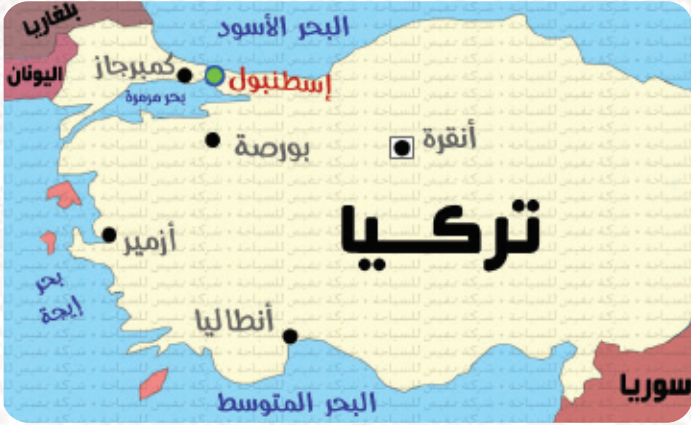 بلغاريا
البحر الأسود
اليونان
كمبرجاز
إسطنبول
بحر مرمرة
بورصة
أنقرة
تركيا
أزمير
بحر
إيجة
أنطاليا
سوريا
البحر المتوسط